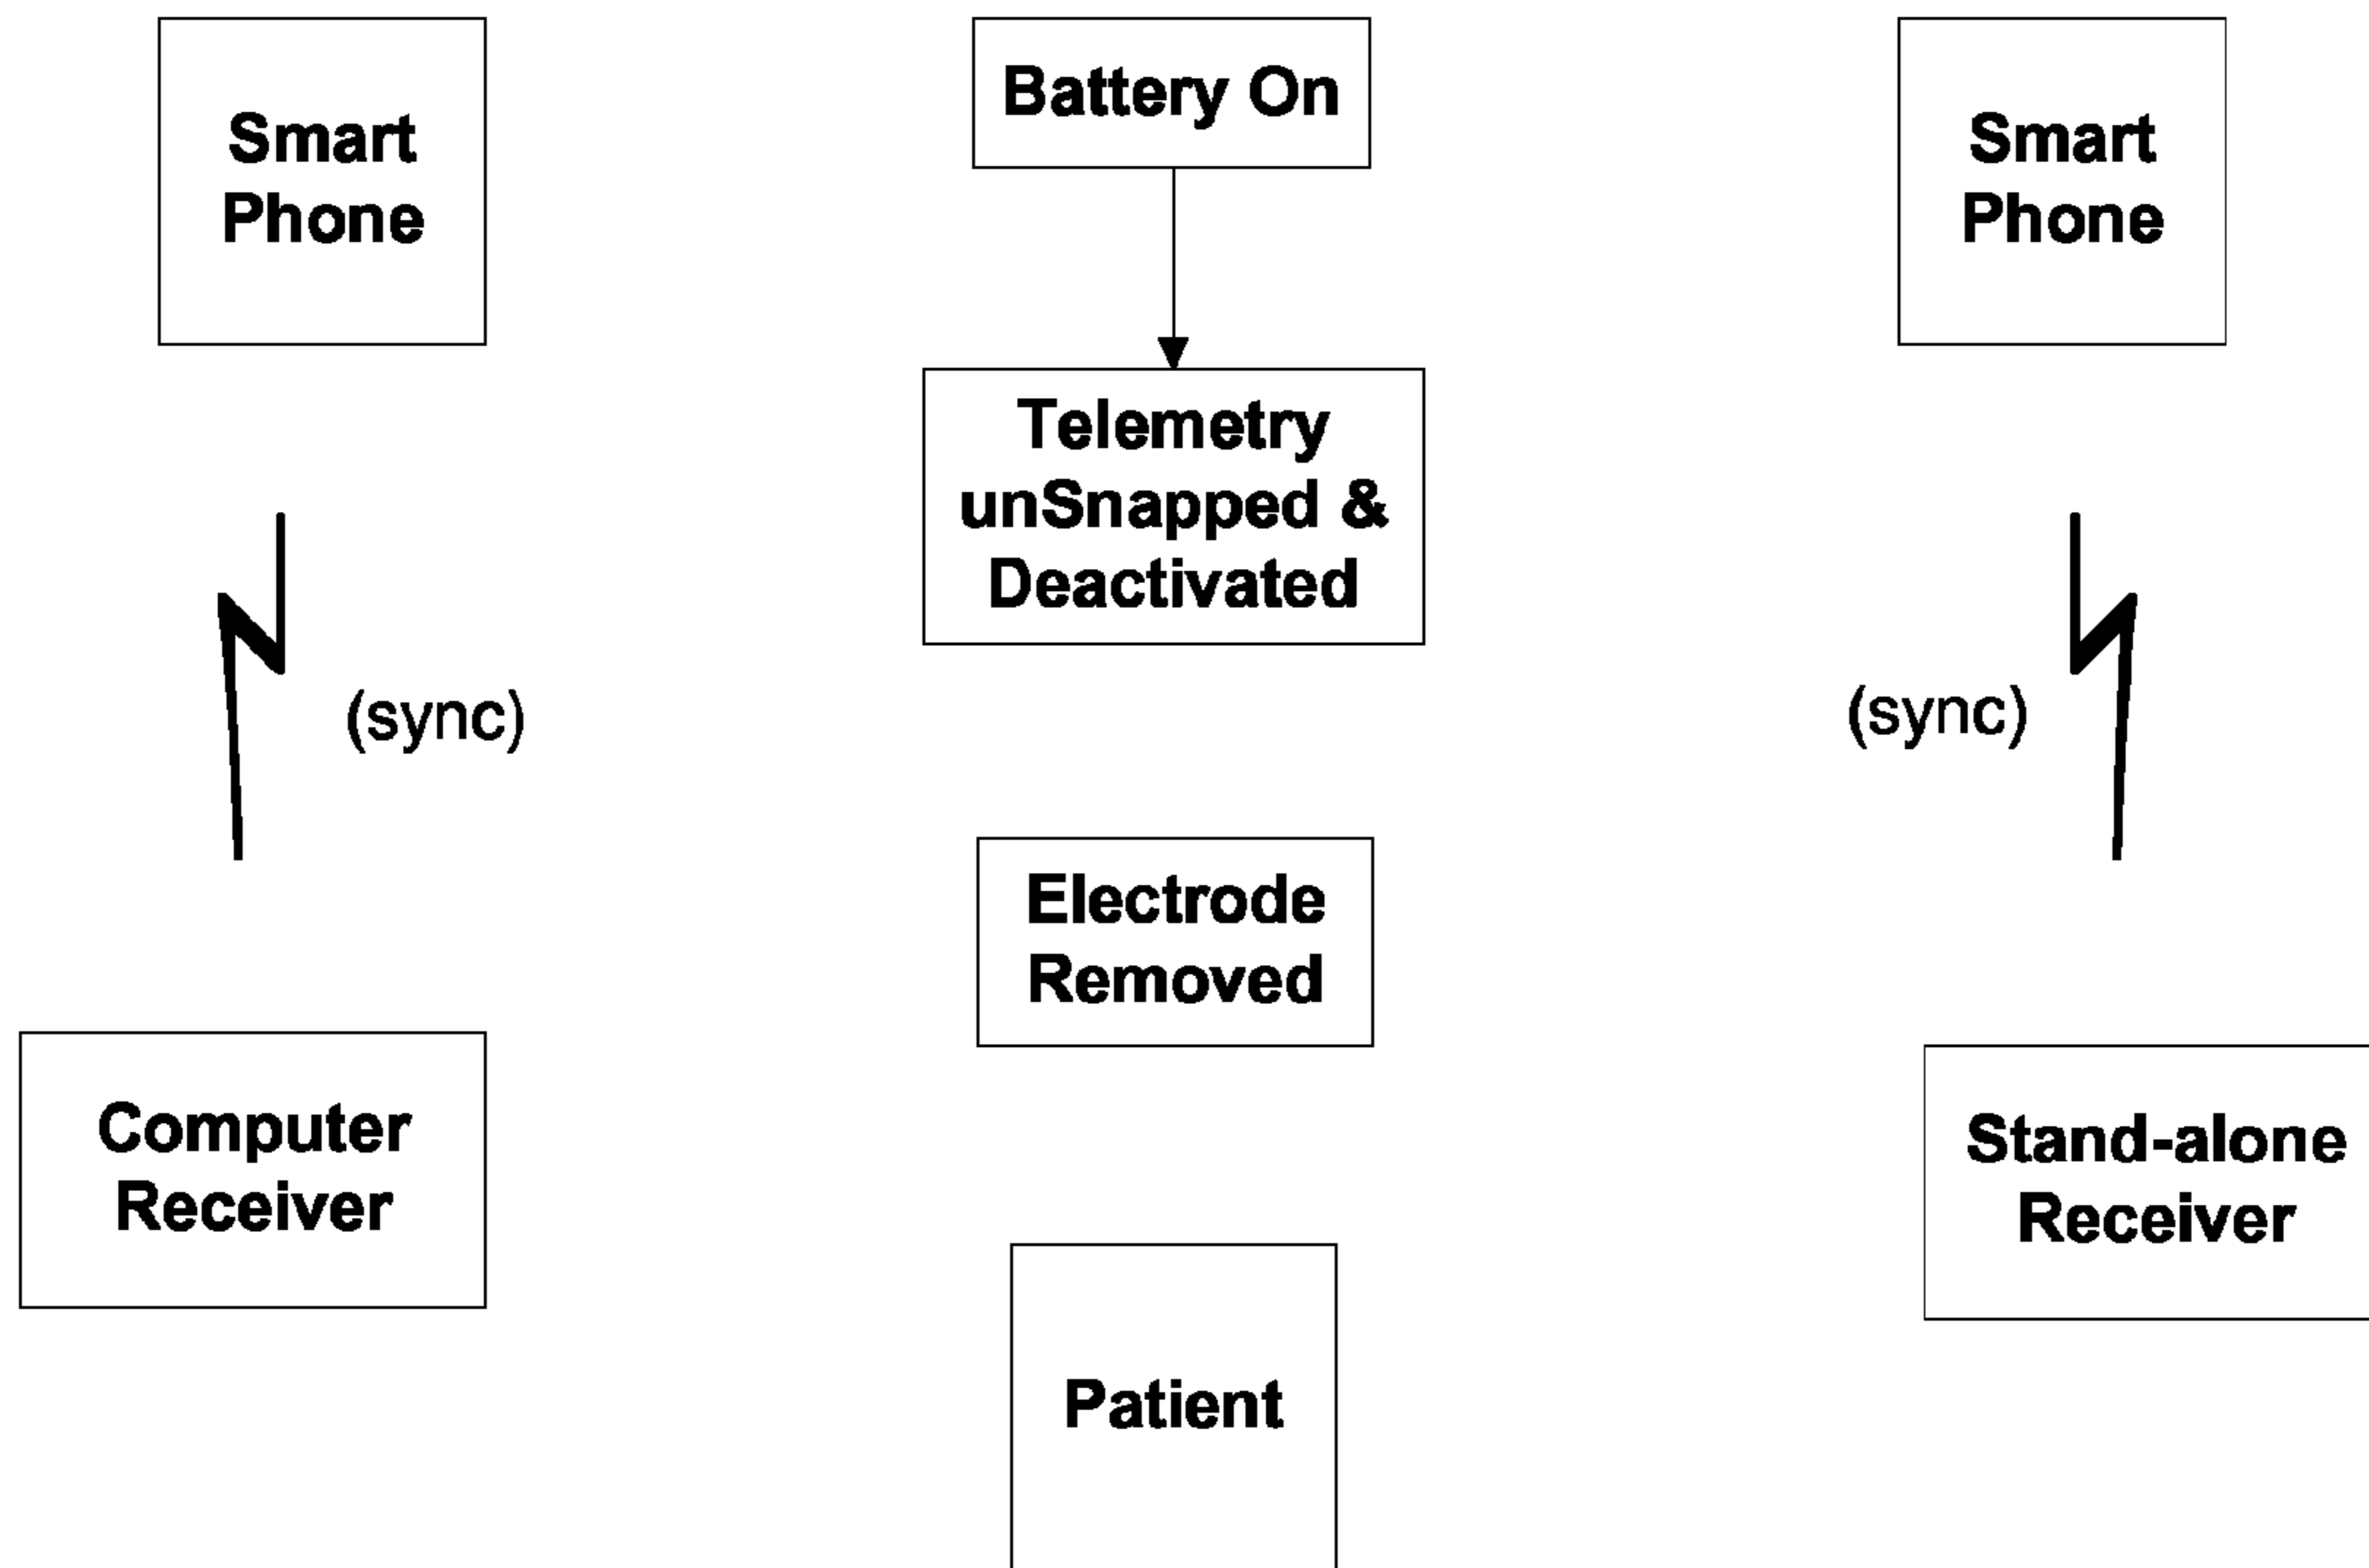 Smart
Phone
Battery On
Smart
Phone
Telemetry
unSnapped &
Deactivated
(sync)
(sync)
Electrode
Removed
Computer
Receiver
Stand-alone
Receiver
Patient